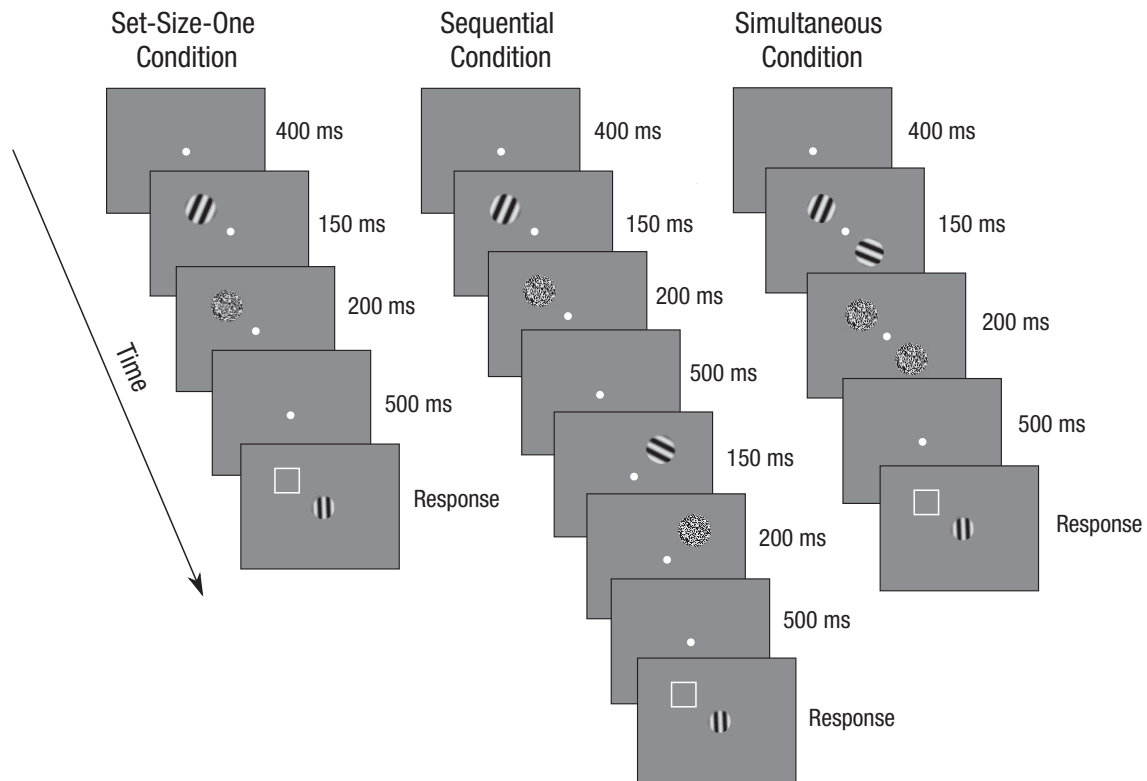 Set-Size-One
Condition
400 ms
150 ms
200 ms
500 ms
Response
Time
Sequential
Condition
400 ms
150 ms
200 ms
500 ms
150 ms
200 ms
500 ms
Response
Simultaneous
Condition
400 ms
150 ms
200 ms
500 ms
Response